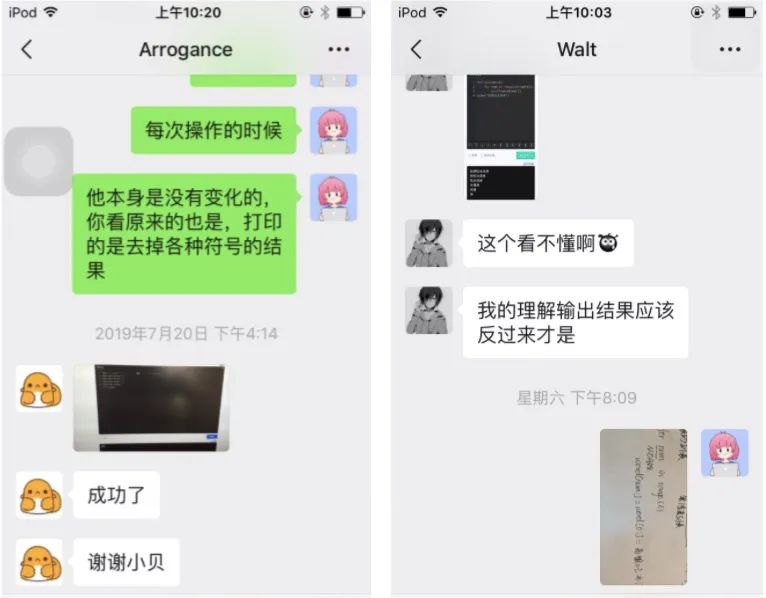 iPod
上午10:20
Arrogance
每次操作的时候
他本身是没有变化的，
你看原来的也是，打印
的是去掉各种符号的结
果
2019年7月20日 下午4:14
成功了
谢谢小贝
iPod
上午10:03
Walt
这个看不懂啊
我的理解输出结果应该
反过来才是
星期六 下午8:09